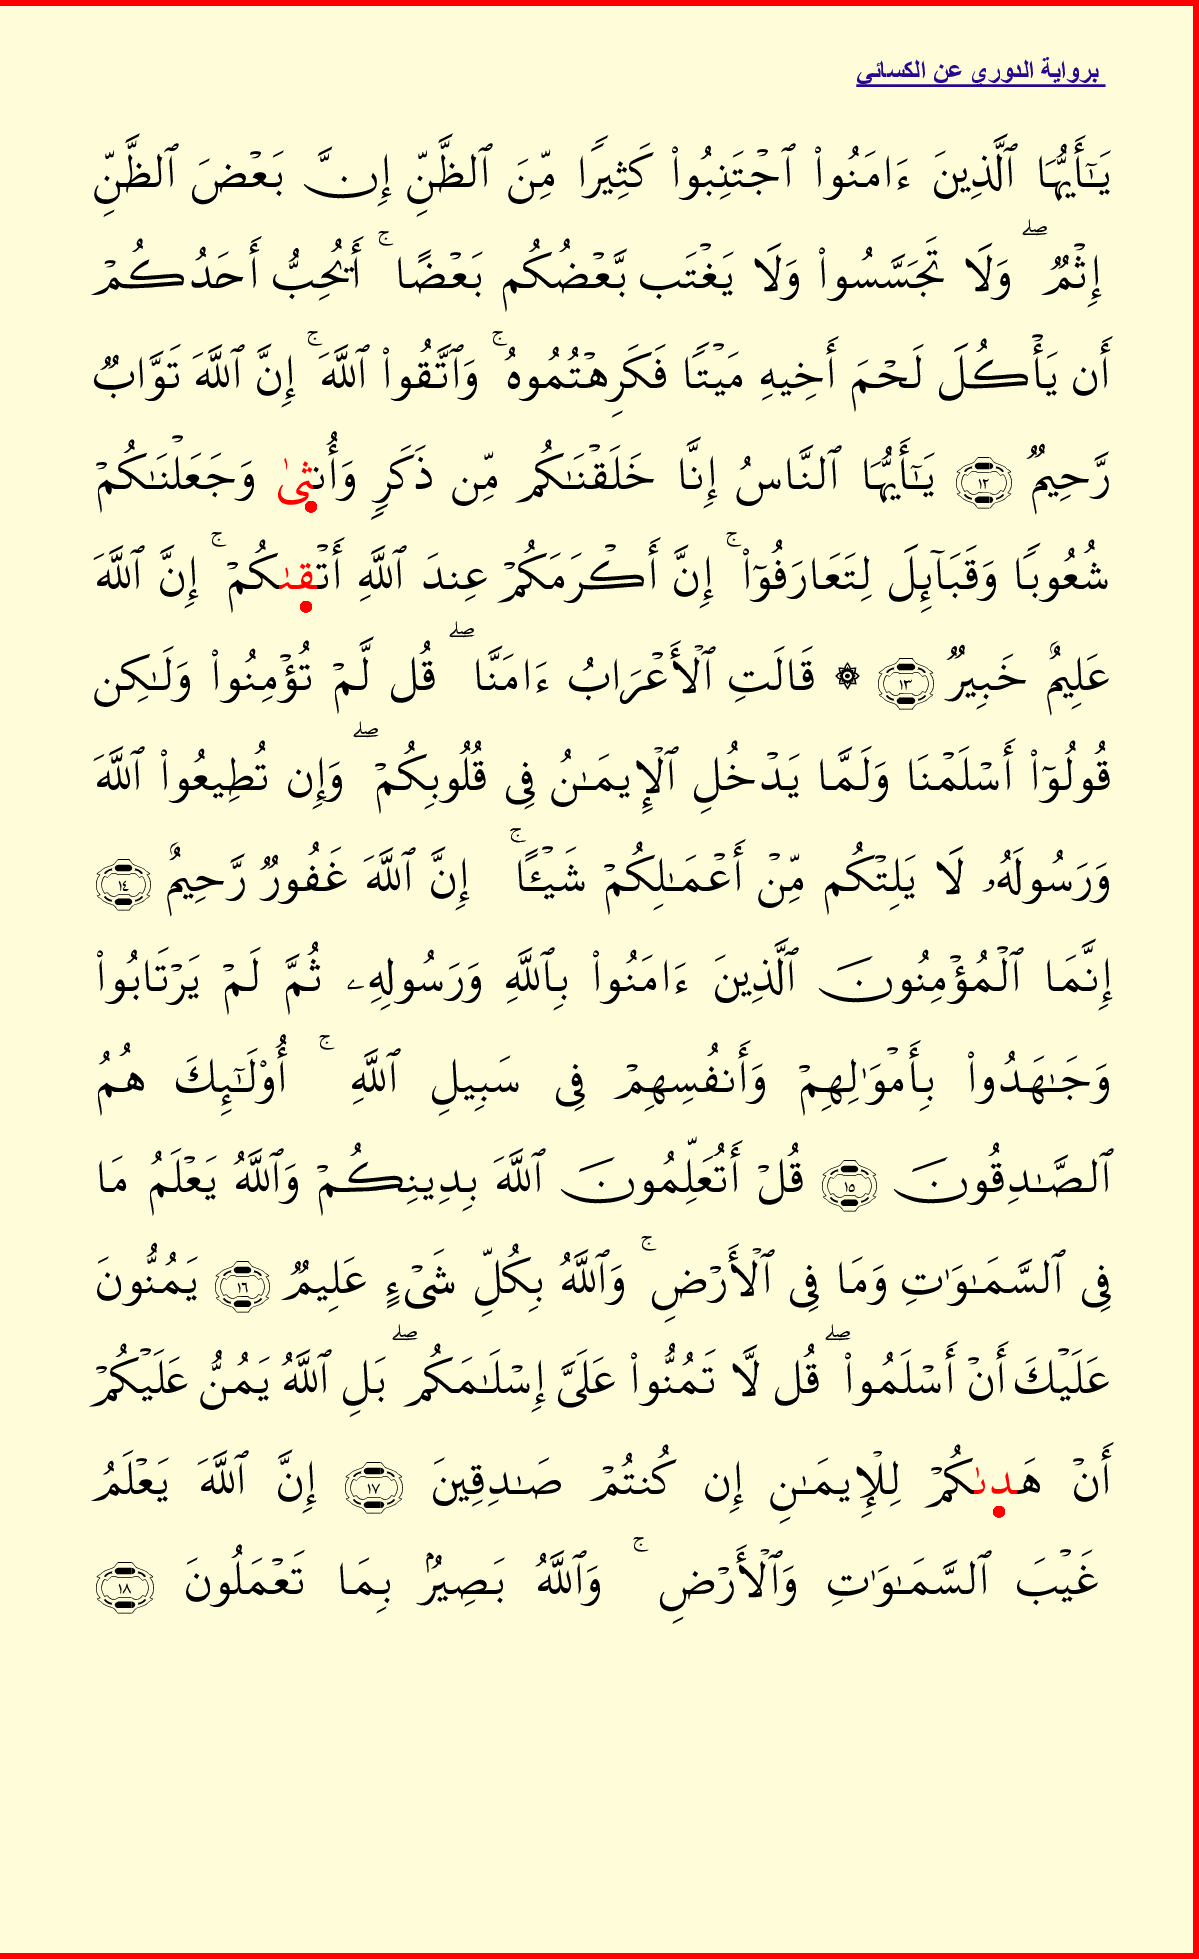 برواية الدوري عن الكسائي
يَـٰٓأَيُّهَا ٱلَّذِينَ ءَامَنُوا۟ ٱجْتَنِبُوا۟ كَثِيرًا مِّنَ ٱلظَّنِّ إِنَّ بَعْضَ ٱلظَّنِّ
إِثْمٌ ۖ وَلَا تَجَسَّسُوا۟ وَلَا يَغْتَب بَّعْضُكُم بَعْضًا ۚ أَيُحِبُّ أَحَدُكُمْ
أَن يَأْكُلَ لَحْمَ أَخِيهِ مَيْتًا فَكَرِهْتُمُوهُ ۚ وَٱتَّقُوا۟ ٱللَّهَ ۚ إِنَّ ٱللَّهَ تَوَّابٌ
رَّحِيمٌ ١٢ يَـٰٓأَيُّهَا ٱلنَّاسُ إِنَّا خَلَقْنَـٰكُم مِّن ذَكَرٍ وَأُنثىٰ وَجَعَلْنَـٰكُمْ
شُعُوبًا وَقَبَآئِلَ لِتَعَارَفُوٓا۟ ۚ إِنَّ أَكْرَمَكُمْ عِندَ ٱللَّهِ أَتْقىٰكُمْ ۚ إِنَّ ٱللَّهَ
عَلِيمٌ خَبِيرٌ ١٣ ۞ قَالَتِ ٱلْأَعْرَابُ ءَامَنَّا ۖ قُل لَّمْ تُؤْمِنُوا۟ وَلَـٰكِن
قُولُوٓا۟ أَسْلَمْنَا وَلَمَّا يَدْخُلِ ٱلْإِيمَـٰنُ فِى قُلُوبِكُمْ ۖ وَإِن تُطِيعُوا۟ ٱللَّهَ
وَرَسُولَهُۥ لَا يَلِتْكُم مِّنْ أَعْمَـٰلِكُمْ شَيْـًٔا ۚ إِنَّ ٱللَّهَ غَفُورٌ رَّحِيمٌ ١٤
إِنَّمَا ٱلْمُؤْمِنُونَ ٱلَّذِينَ ءَامَنُوا۟ بِٱللَّهِ وَرَسُولِهِۦ ثُمَّ لَمْ يَرْتَابُوا۟
وَجَـٰهَدُوا۟ بِأَمْوَٰلِهِمْ وَأَنفُسِهِمْ فِى سَبِيلِ ٱللَّهِ ۚ أُو۟لَـٰٓئِكَ هُمُ
ٱلصَّـٰدِقُونَ ١٥ قُلْ أَتُعَلِّمُونَ ٱللَّهَ بِدِينِكُمْ وَٱللَّهُ يَعْلَمُ مَا
فِى ٱلسَّمَـٰوَٰتِ وَمَا فِى ٱلْأَرْضِ ۚ وَٱللَّهُ بِكُلِّ شَىْءٍ عَلِيمٌ ١٦ يَمُنُّونَ
عَلَيْكَ أَنْ أَسْلَمُوا۟ ۖ قُل لَّا تَمُنُّوا۟ عَلَىَّ إِسْلَـٰمَكُم ۖ بَلِ ٱللَّهُ يَمُنُّ عَلَيْكُمْ
أَنْ هَدىٰكُمْ لِلْإِيمَـٰنِ إِن كُنتُمْ صَـٰدِقِينَ ١٧ إِنَّ ٱللَّهَ يَعْلَمُ
غَيْبَ ٱلسَّمَـٰوَٰتِ وَٱلْأَرْضِ ۚ وَٱللَّهُ بَصِيرٌۢ بِمَا تَعْمَلُونَ ١٨